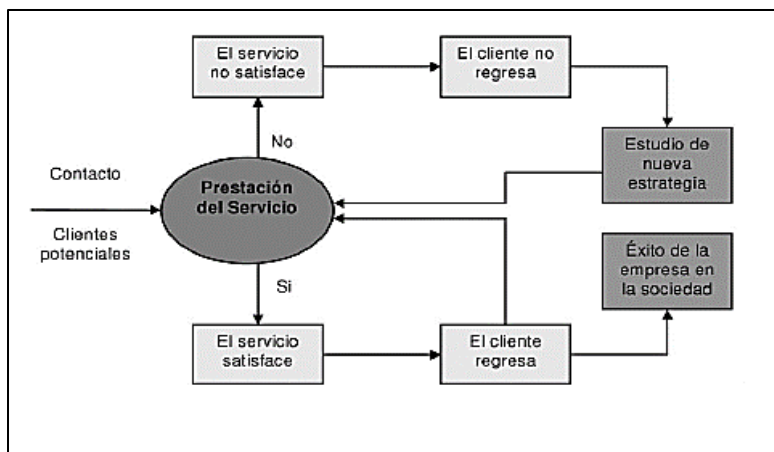 El servicio
no satisface
El cliente no
regresa
No
Estudio de
nueva
estrategia
Contacto
Prestación
del Servicio
Clientes
potenciales
Éxito de la
empresa en
la sociedad
Si
El servicio
satisface
El cliente
regresa